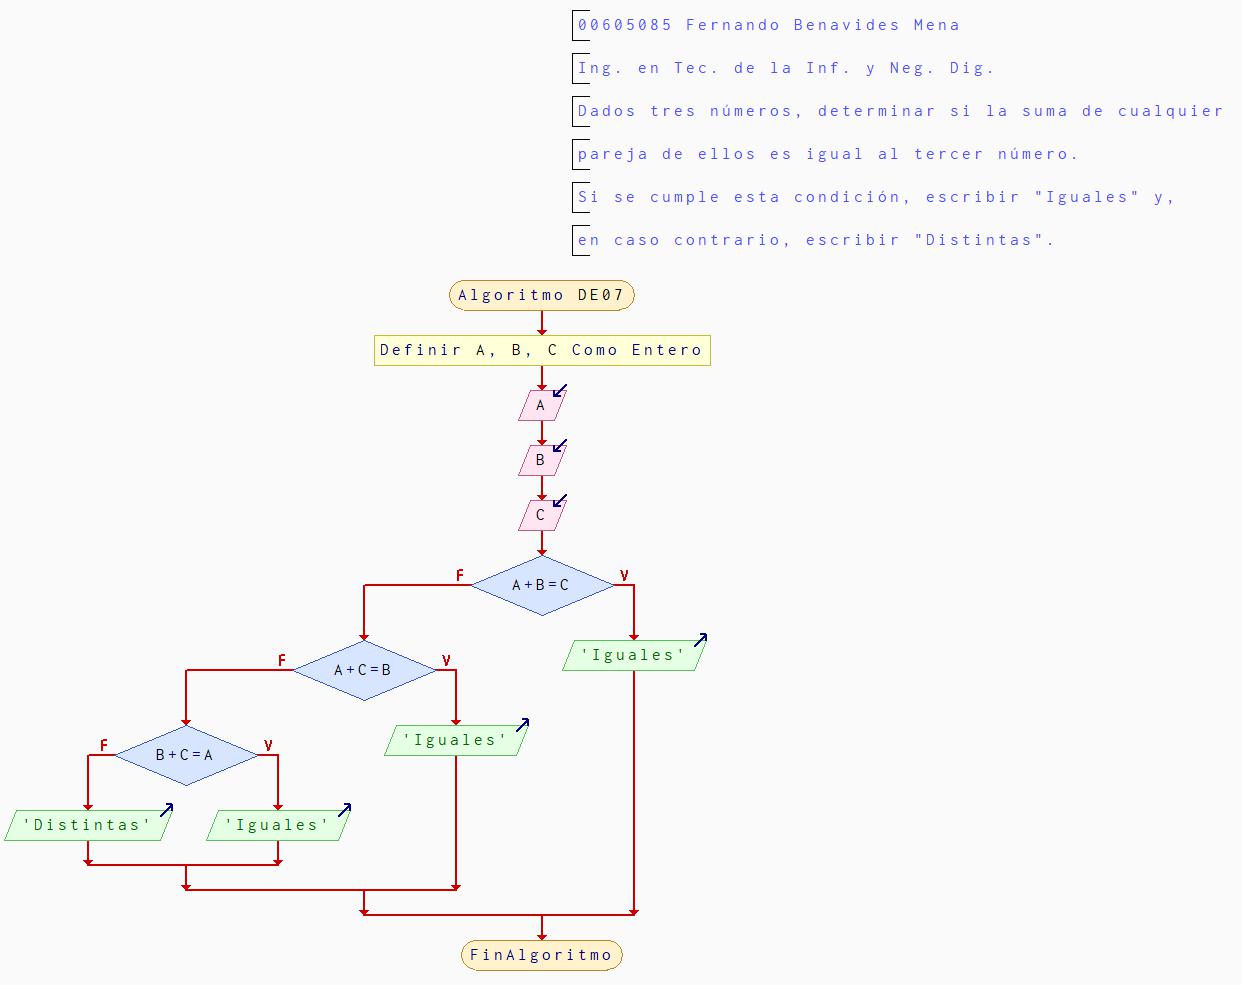 00605085 Fernando Benavides Mena
Ing. en Tec. de la Inf. y Neg. Dig.
Dados tres números, determinar si la suma de cualquier
pareja de ellos es igual al tercer número.
Si se cumple esta condición, escribir "Iguales" y,
en caso contrario, escribir "Distintas".
Algoritmo DE07
Definir A, B, C Como Entero
A
B
C
F
A+B=C
V
'Iguales'
F
A+C=B
V
'Iguales'
F
B+C=A
V
'Distintas'
'Iguales'
FinAlgoritmo